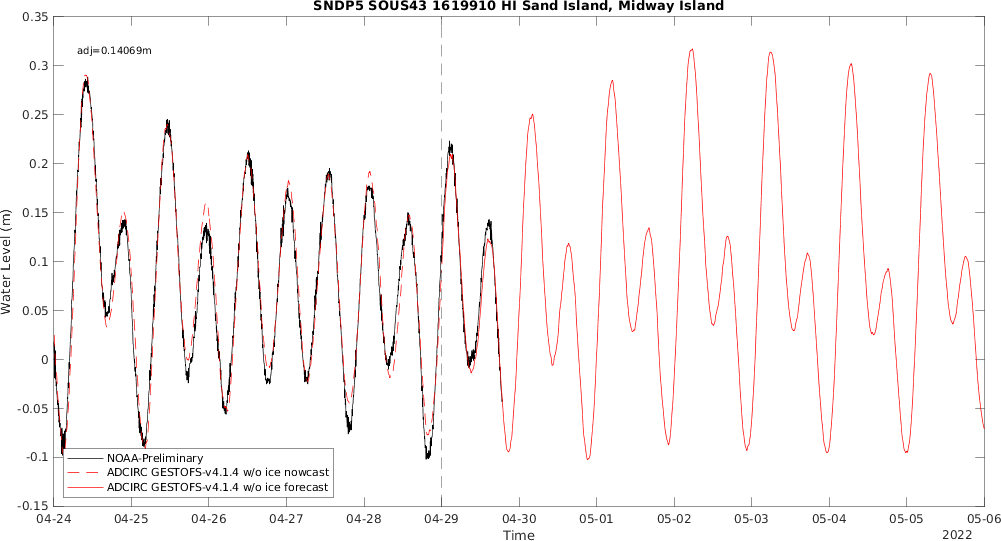 SNDP5 SOUS43 1619910 HI Sand Island, Midway Island
adj=0.14069m
0.35
0.3
0.25
0.2
0.15
0.1
0.05
0
-0.05
-0.1
-0.15
Water Level (m)
NOAA-Preliminary
ADCIRC GESTOFS-v4.1.4 w/o ice nowcast
ADCIRC GESTOFS-v4.1.4 w/o ice forecast
04-24 04-25 04-26 04-27 04-28 04-29 04-30 05-01 05-02 05-03 05-04 05-05 05-06
Time
2022